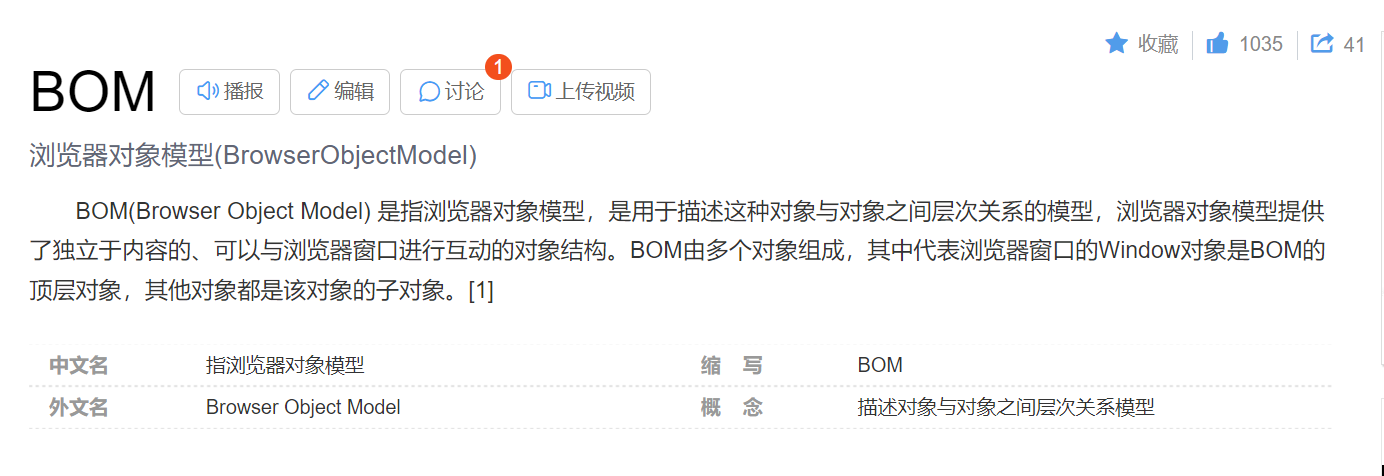 收藏 1035 41
BOM 播报 编辑 讨论 1 上传视频
浏览器对象模型(BrowserObjectModel)
BOM(Browser Object Model) 是指浏览器对象模型，是用于描述这种对象与对象之间层次关系的模型，浏览器对象模型提供
了独立于内容的、可以与浏览器窗口进行互动的对象结构。BOM由多个对象组成，其中代表浏览器窗口的Window对象是BOM的
顶层对象，其他对象都是该对象的子对象。[1]
中文名 指浏览器对象模型 缩 写 BOM
外文名 Browser Object Model 概 念 描述对象与对象之间层次关系模型